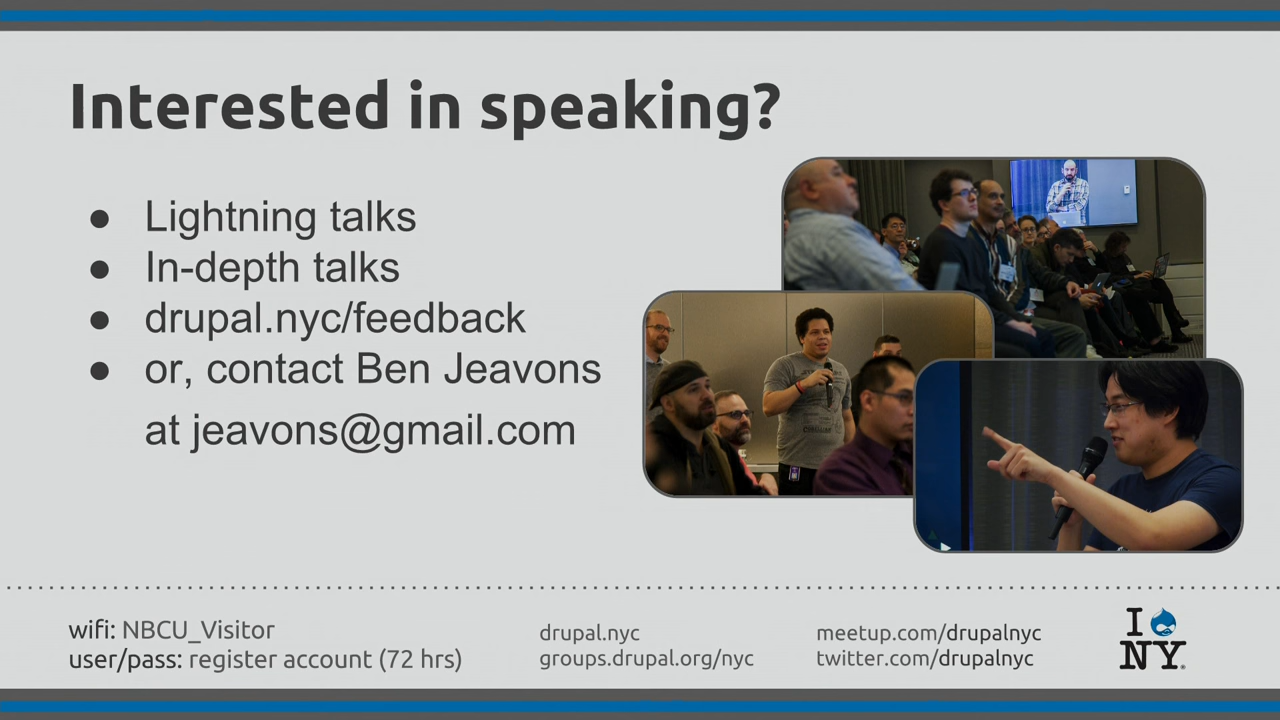 Interested in speaking?
● Lightning talks
● In-depth talks
● drupal.nyc/feedback
● or, contact Ben Jeavons
at jeavons@gmail.com
wifi: NBCU_Visitor
user/pass: register account (72 hrs)
drupal.nyc
groups.drupal.org/nyc
meetup.com/drupalnyc
twitter.com/drupalnyc
I
NY®